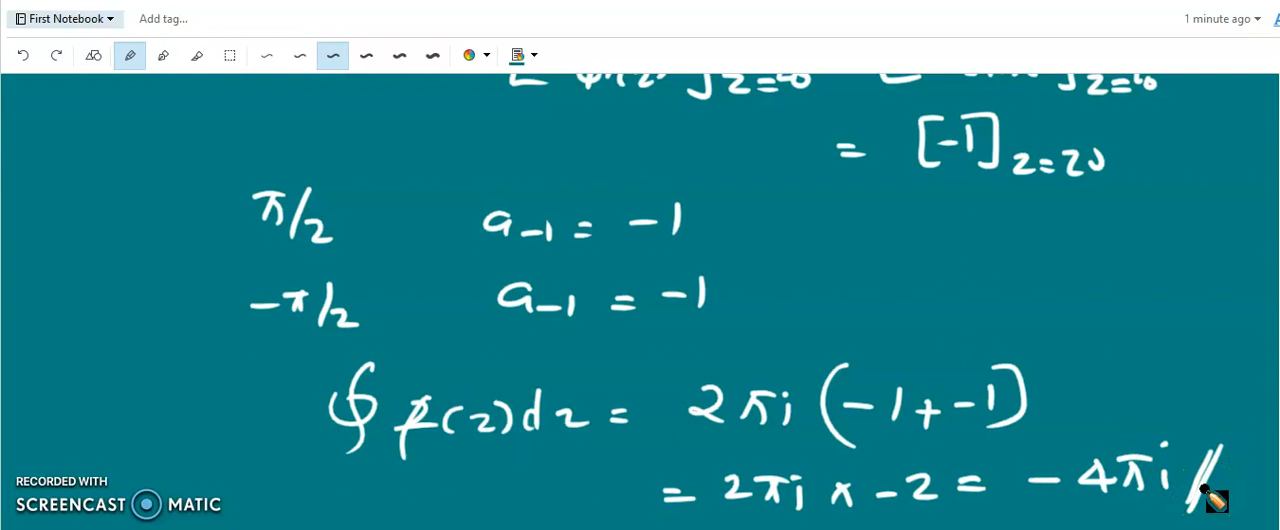 First Notebook
Add tag...
1 minute ago
= [-1] z=z0
π/2 a-1 = -1
-π/2 a-1 = -1
∮ f(z)dz = 2πi (-1+-1)
= 2πi × -2 = -4πi //
RECORDED WITH
SCREENCAST MATIC